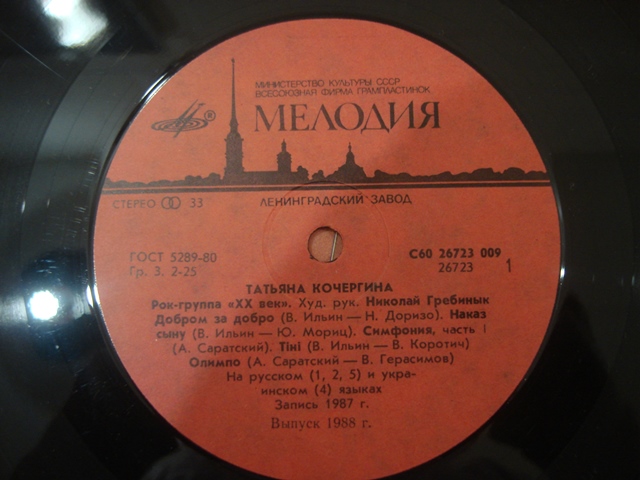 МИНИСТЕРСТВО КУЛЬТУРЫ СССР
ВСЕСОЮЗНАЯ ФИРМА ГРАМПЛАСТИНОК
® МЕЛОДИЯ
СТЕРЕО 33 ЛЕНИНГРАДСКИЙ ЗАВОД
ГОСТ 5289-80 С60 26723 009
Гр. 3. 2-25 26723 1
ТАТЬЯНА КОЧЕРГИНА
Рок-группа «XX век». Худ. рук. Николай Гребинык
Добром за добро (В. Ильин — Н. Доризо). Наказ
сыну (В. Ильин — Ю. Мориц). Симфония, часть I
(А. Саратский). Тіні (В. Ильин — В. Коротич)
Олимпо (А. Саратский — В. Герасимов)
На русском (1, 2, 5) и укра-
инском (4) языках
Запись 1987 г.
Выпуск 1988 г.